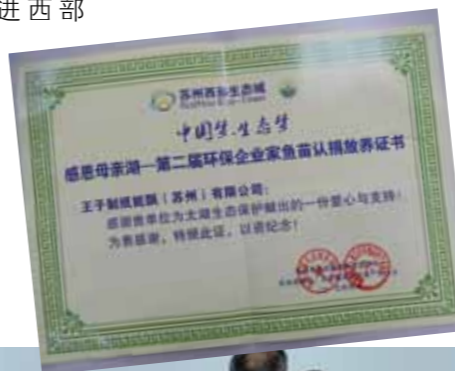 进西部
苏州西部生态城
中国梦·生态梦
感恩母亲湖—第二届环保企业家鱼苗认捐放养证书
王子制纸妮飘（苏州）有限公司：
感谢贵单位为太湖生态保护献出的一份爱心与支持！
为表感谢，特颁此证，以资纪念！